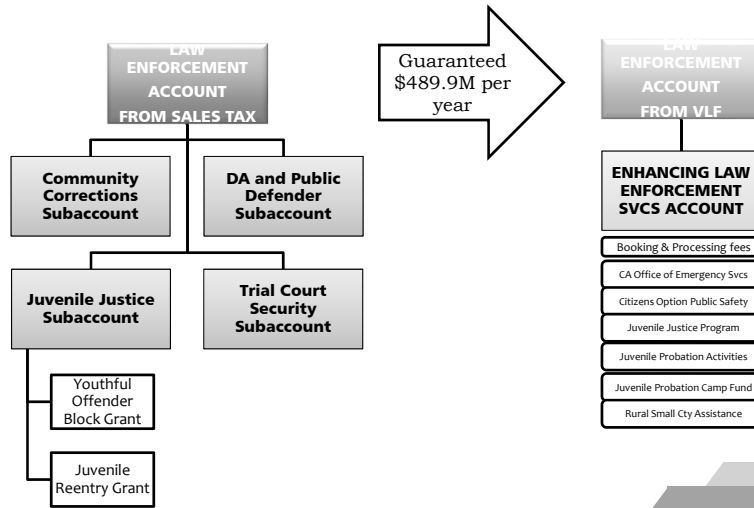 LAW
ENFORCEMENT
ACCOUNT
FROM SALES TAX
Community
Corrections
Subaccount
DA and Public
Defender
Subaccount
Juvenile Justice
Subaccount
Trial Court
Security
Subaccount
Youthful
Offender
Block Grant
Juvenile
Reentry Grant
Guaranteed
$489.9M per
year
LAW
ENFORCEMENT
ACCOUNT
FROM VLF
ENHANCING LAW
ENFORCEMENT
SVCS ACCOUNT
Booking & Processing fees
CA Office of Emergency Svcs
Citizens Option Public Safety
Juvenile Justice Program
Juvenile Probation Activities
Juvenile Probation Camp Fund
Rural Small Cty Assistance